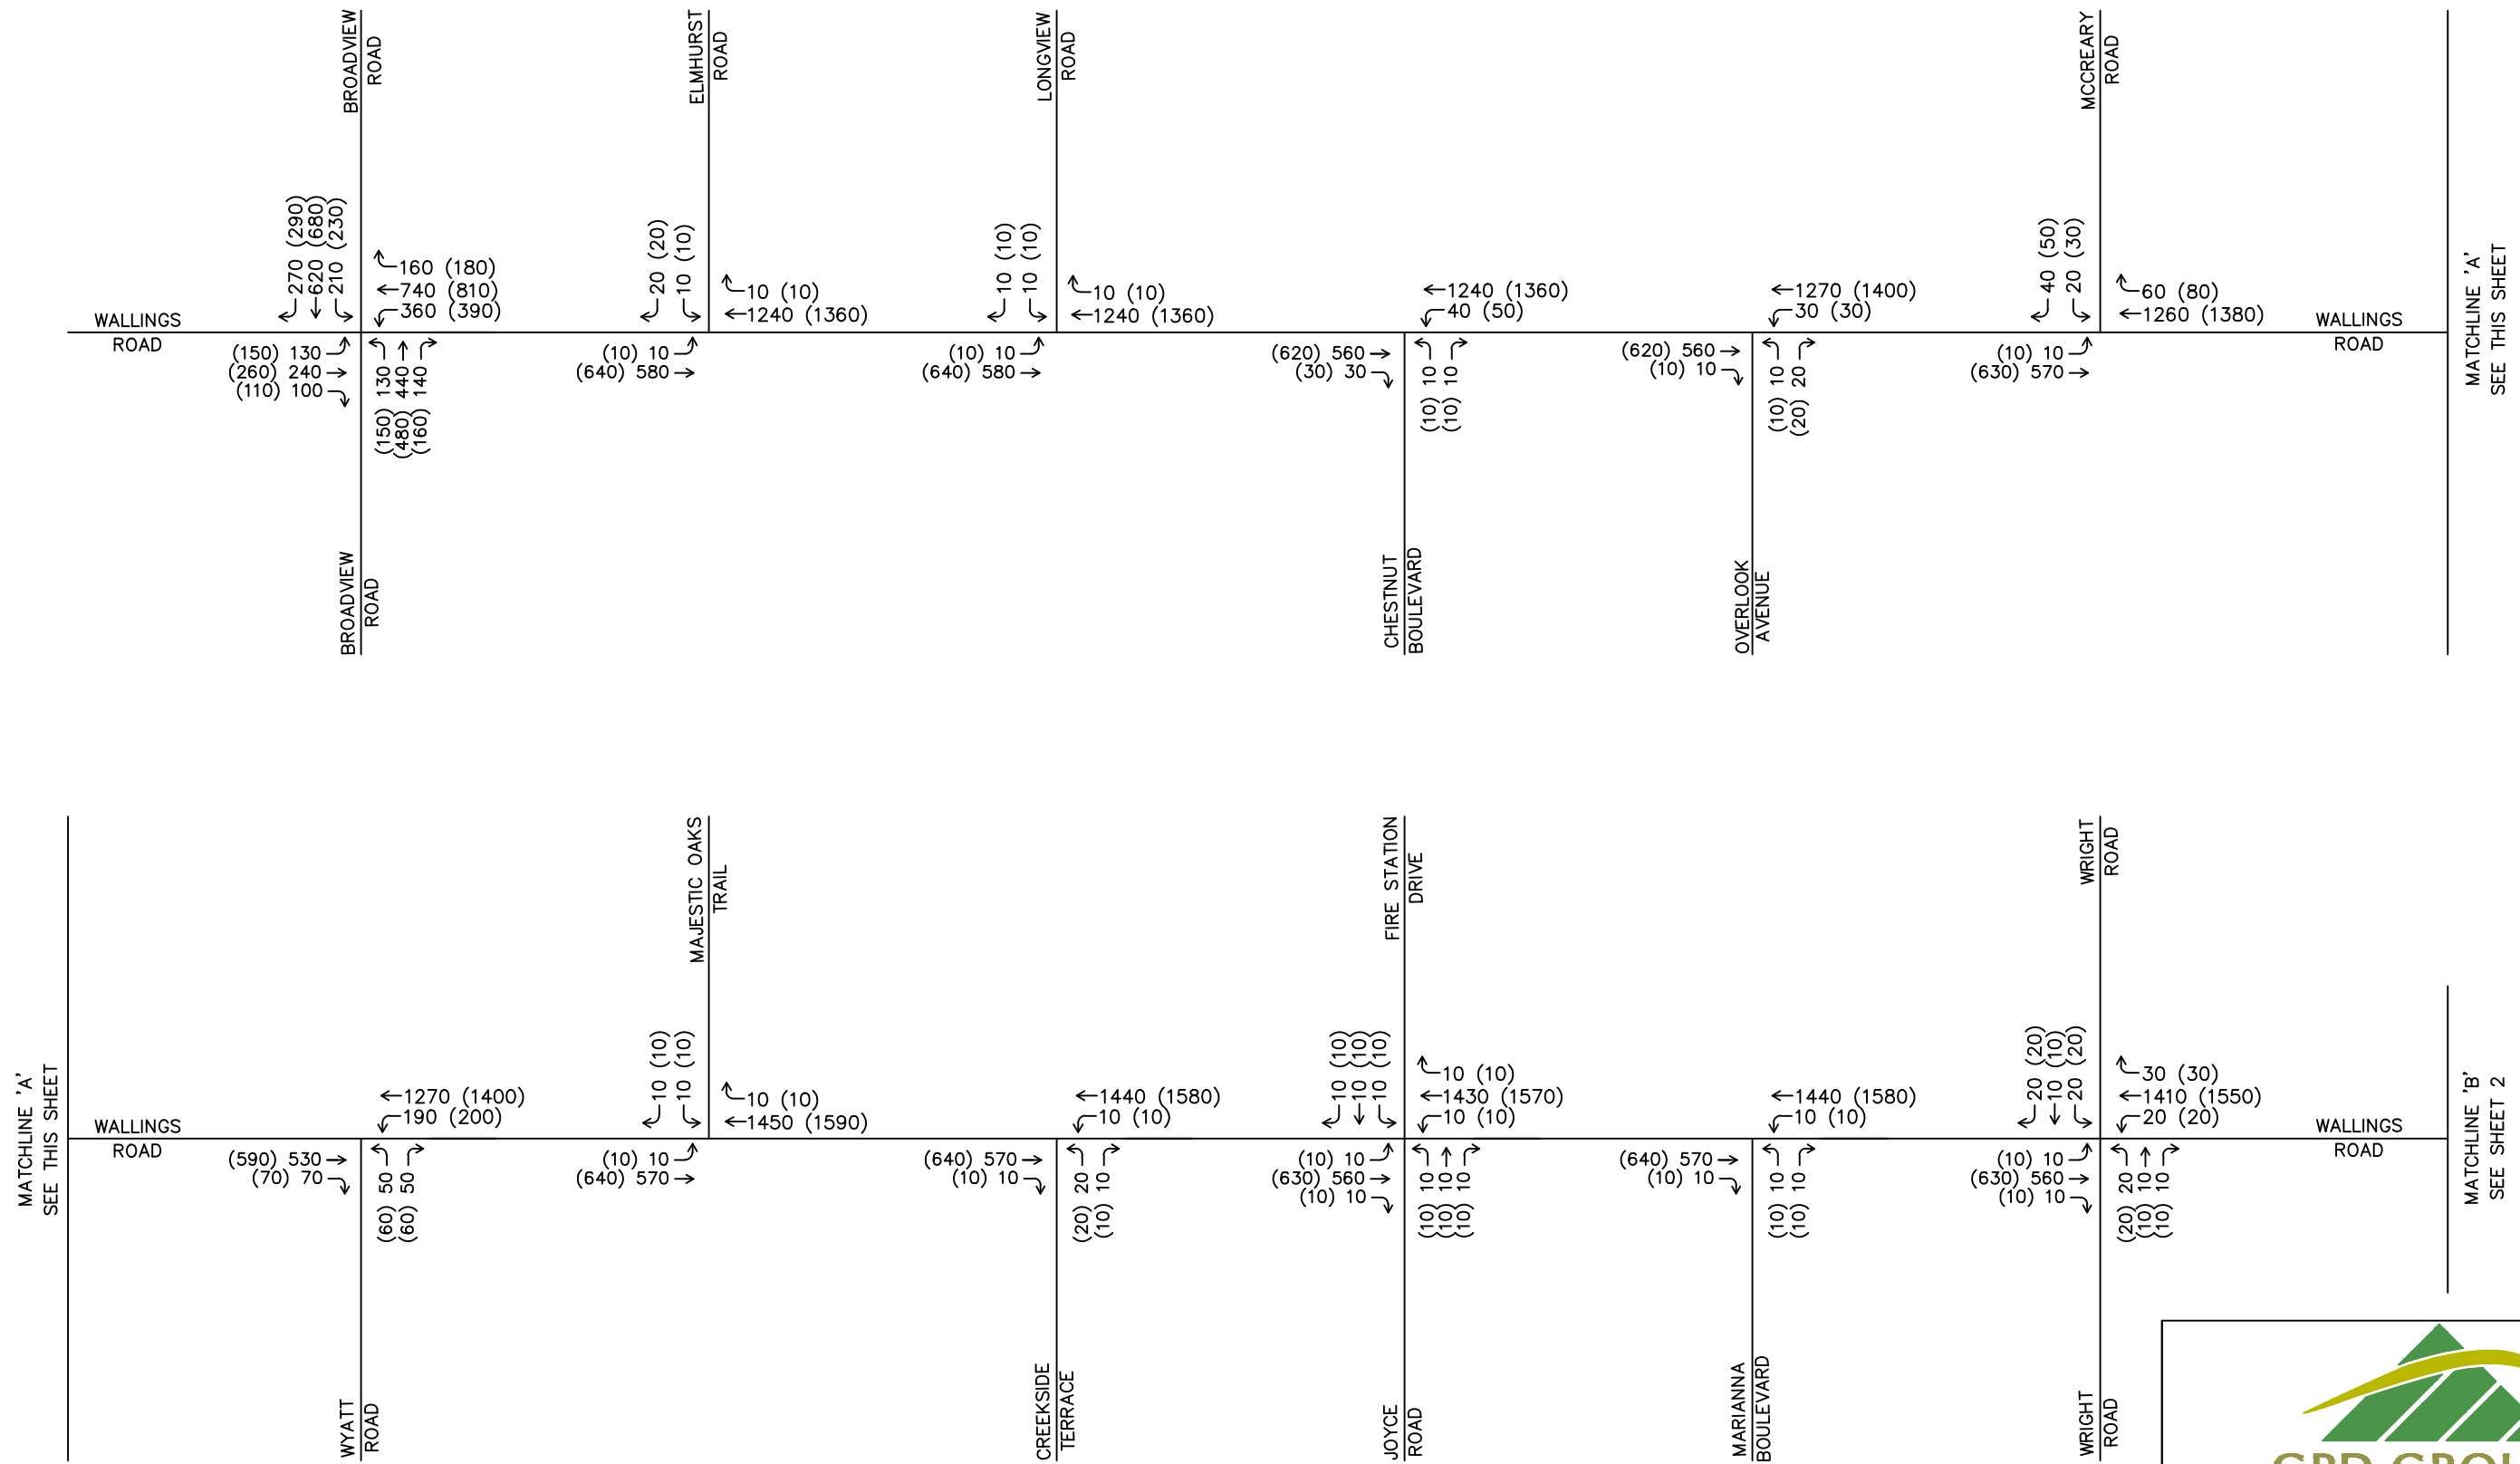 BROADVIEW
ROAD
ELMHURST
ROAD
LONGVIEW
ROAD
MCCREARY
ROAD
270 (290)
620 (680)
210 (230)
160 (180)
740 (810)
360 (390)
WALLINGS
ROAD
(150) 130
(260) 240
(110) 100
(150) 130
(480) 440
(160) 140
BROADVIEW
ROAD
20 (20)
10 (10)
10 (10)
1240 (1360)
(10) 10
(640) 580
10 (10)
10 (10)
10 (10)
1240 (1360)
(10) 10
(640) 580
1240 (1360)
40 (50)
(620) 560
(30) 30
(10) 10
(10) 10
CHESTNUT
BOULEVARD
1270 (1400)
30 (30)
(620) 560
(10) 10
(10) 10
(20) 20
OVERLOOK
AVENUE
40 (50)
20 (30)
60 (80)
1260 (1380)
(10) 10
(630) 570
WALLINGS
ROAD
MATCHLINE 'A'
SEE THIS SHEET
MATCHLINE 'A'
SEE THIS SHEET
WALLINGS
ROAD
1270 (1400)
190 (200)
(590) 530
(70) 70
(60) 50
(60) 50
WYATT
ROAD
MAJESTIC OAKS
TRAIL
10 (10)
10 (10)
10 (10)
1450 (1590)
(10) 10
(640) 570
1440 (1580)
10 (10)
(640) 570
(10) 10
(20) 20
(10) 10
CREEKSIDE
TERRACE
FIRE STATION
DRIVE
10 (10)
10 (10)
10 (10)
10 (10)
1430 (1570)
10 (10)
(10) 10
(630) 560
(10) 10
(10) 10
(10) 10
(10) 10
JOYCE
ROAD
1440 (1580)
10 (10)
(640) 570
(10) 10
(10) 10
(10) 10
MARIANNA
BOULEVARD
WRIGHT
ROAD
20 (20)
10 (10)
20 (20)
30 (30)
1410 (1550)
20 (20)
(10) 10
(630) 560
(10) 10
(20) 20
(10) 10
(10) 10
WRIGHT
ROAD
WALLINGS
ROAD
MATCHLINE 'B'
SEE SHEET 2